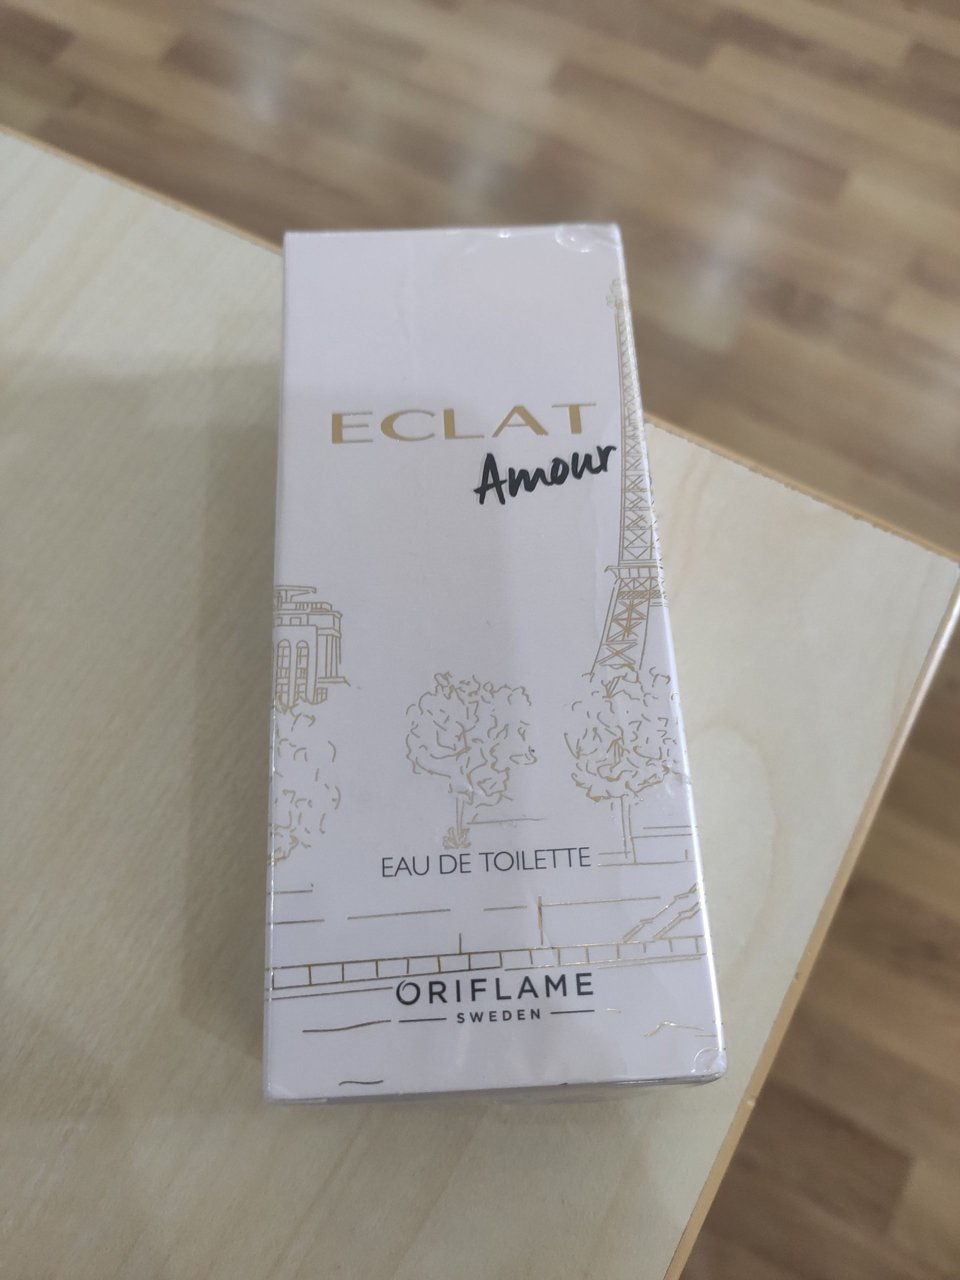 ECLAT
Amour
EAU DE TOILETTE
ORIFLAME
SWEDEN